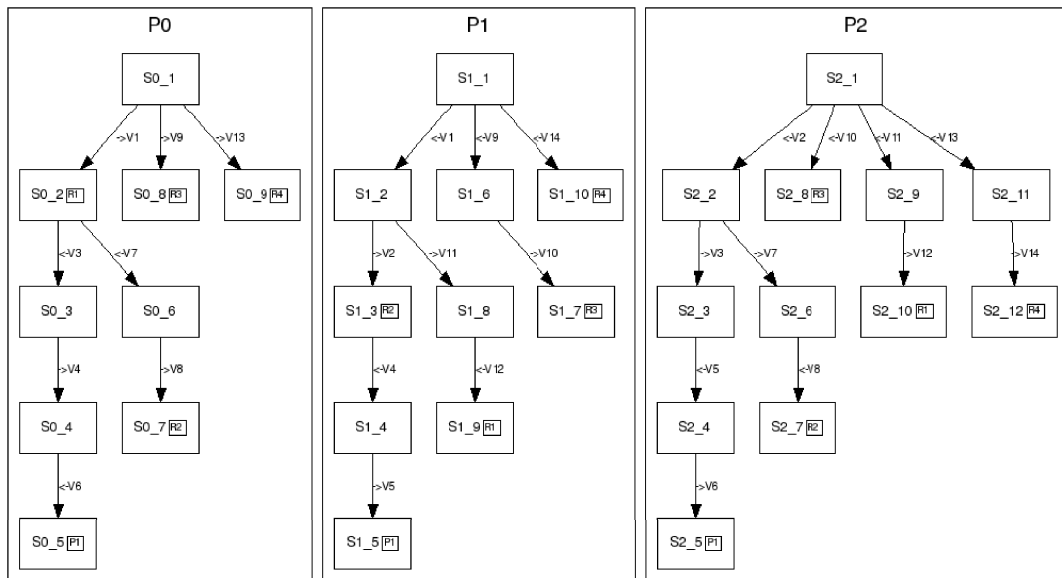 P0
S0_1
->V1
->V9
->V13
S0_2 R1
S0_8 R3
S0_9 R4
<-V3
<-V7
S0_3
S0_6
->V4
->V8
S0_4
S0_7 R2
<-V6
S0_5 P1
P1
S1_1
<-V1
<-V9
<-V14
S1_2
S1_6
S1_10 R4
->V2
->V11
->V10
S1_3 R2
S1_8
S1_7 R3
<-V4
<-V12
S1_4
S1_9 R1
->V5
S1_5 P1
P2
S2_1
<-V2
<-V10
<-V11
<-V13
S2_2
S2_8 R3
S2_9
S2_11
->V3
->V7
->V12
->V14
S2_3
S2_6
S2_10 R1
S2_12 R4
<-V5
<-V8
S2_4
S2_7 R2
->V6
S2_5 P1